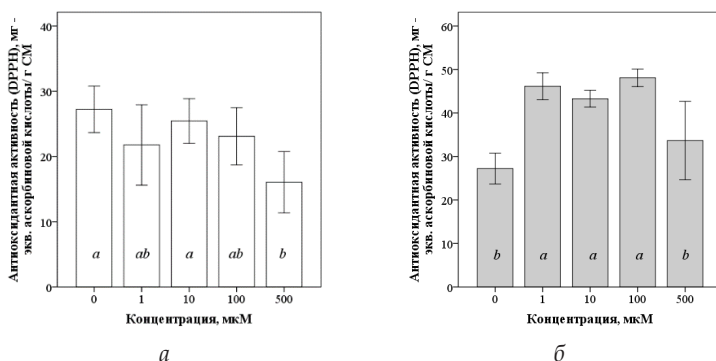 Антиоксидантная активность (DPPH), мг -
экв. аскорбиновой кислоты/ г СМ
40
30
20
10
0
a
ab
a
ab
b
0 1 10 100 500
Концентрация, мкМ
а
Антиоксидантная активность (DPPH), мг -
экв. аскорбиновой кислоты/ г СМ
60
50
40
30
20
10
0
b
a
a
a
b
0 1 10 100 500
Концентрация, мкМ
б